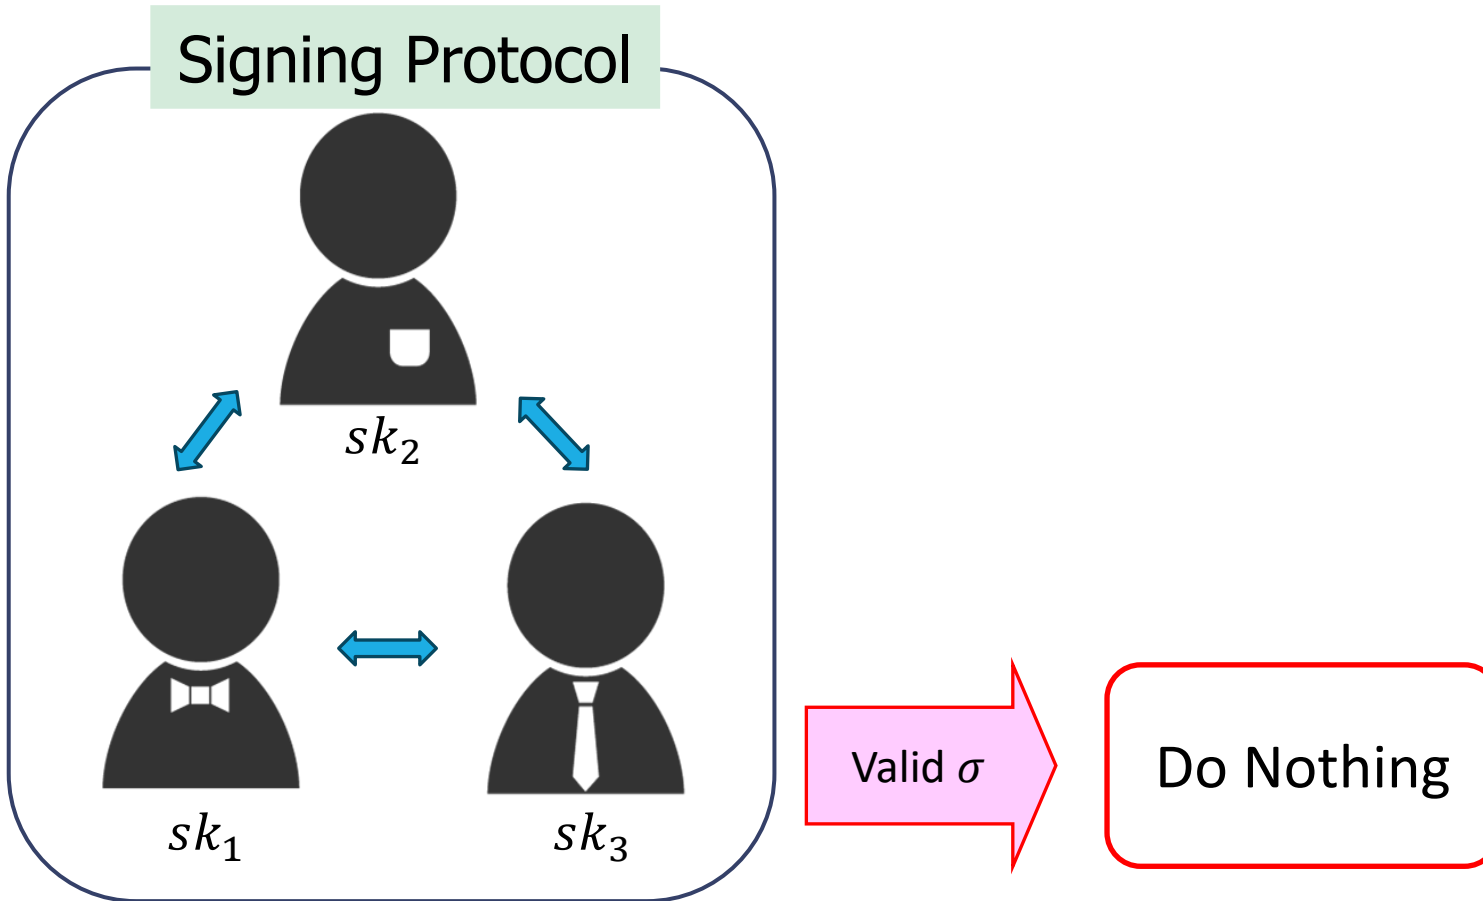 Signing Protocol
𝑠𝑘₂
𝑠𝑘₁
𝑠𝑘₃
Valid 𝜎
Do Nothing